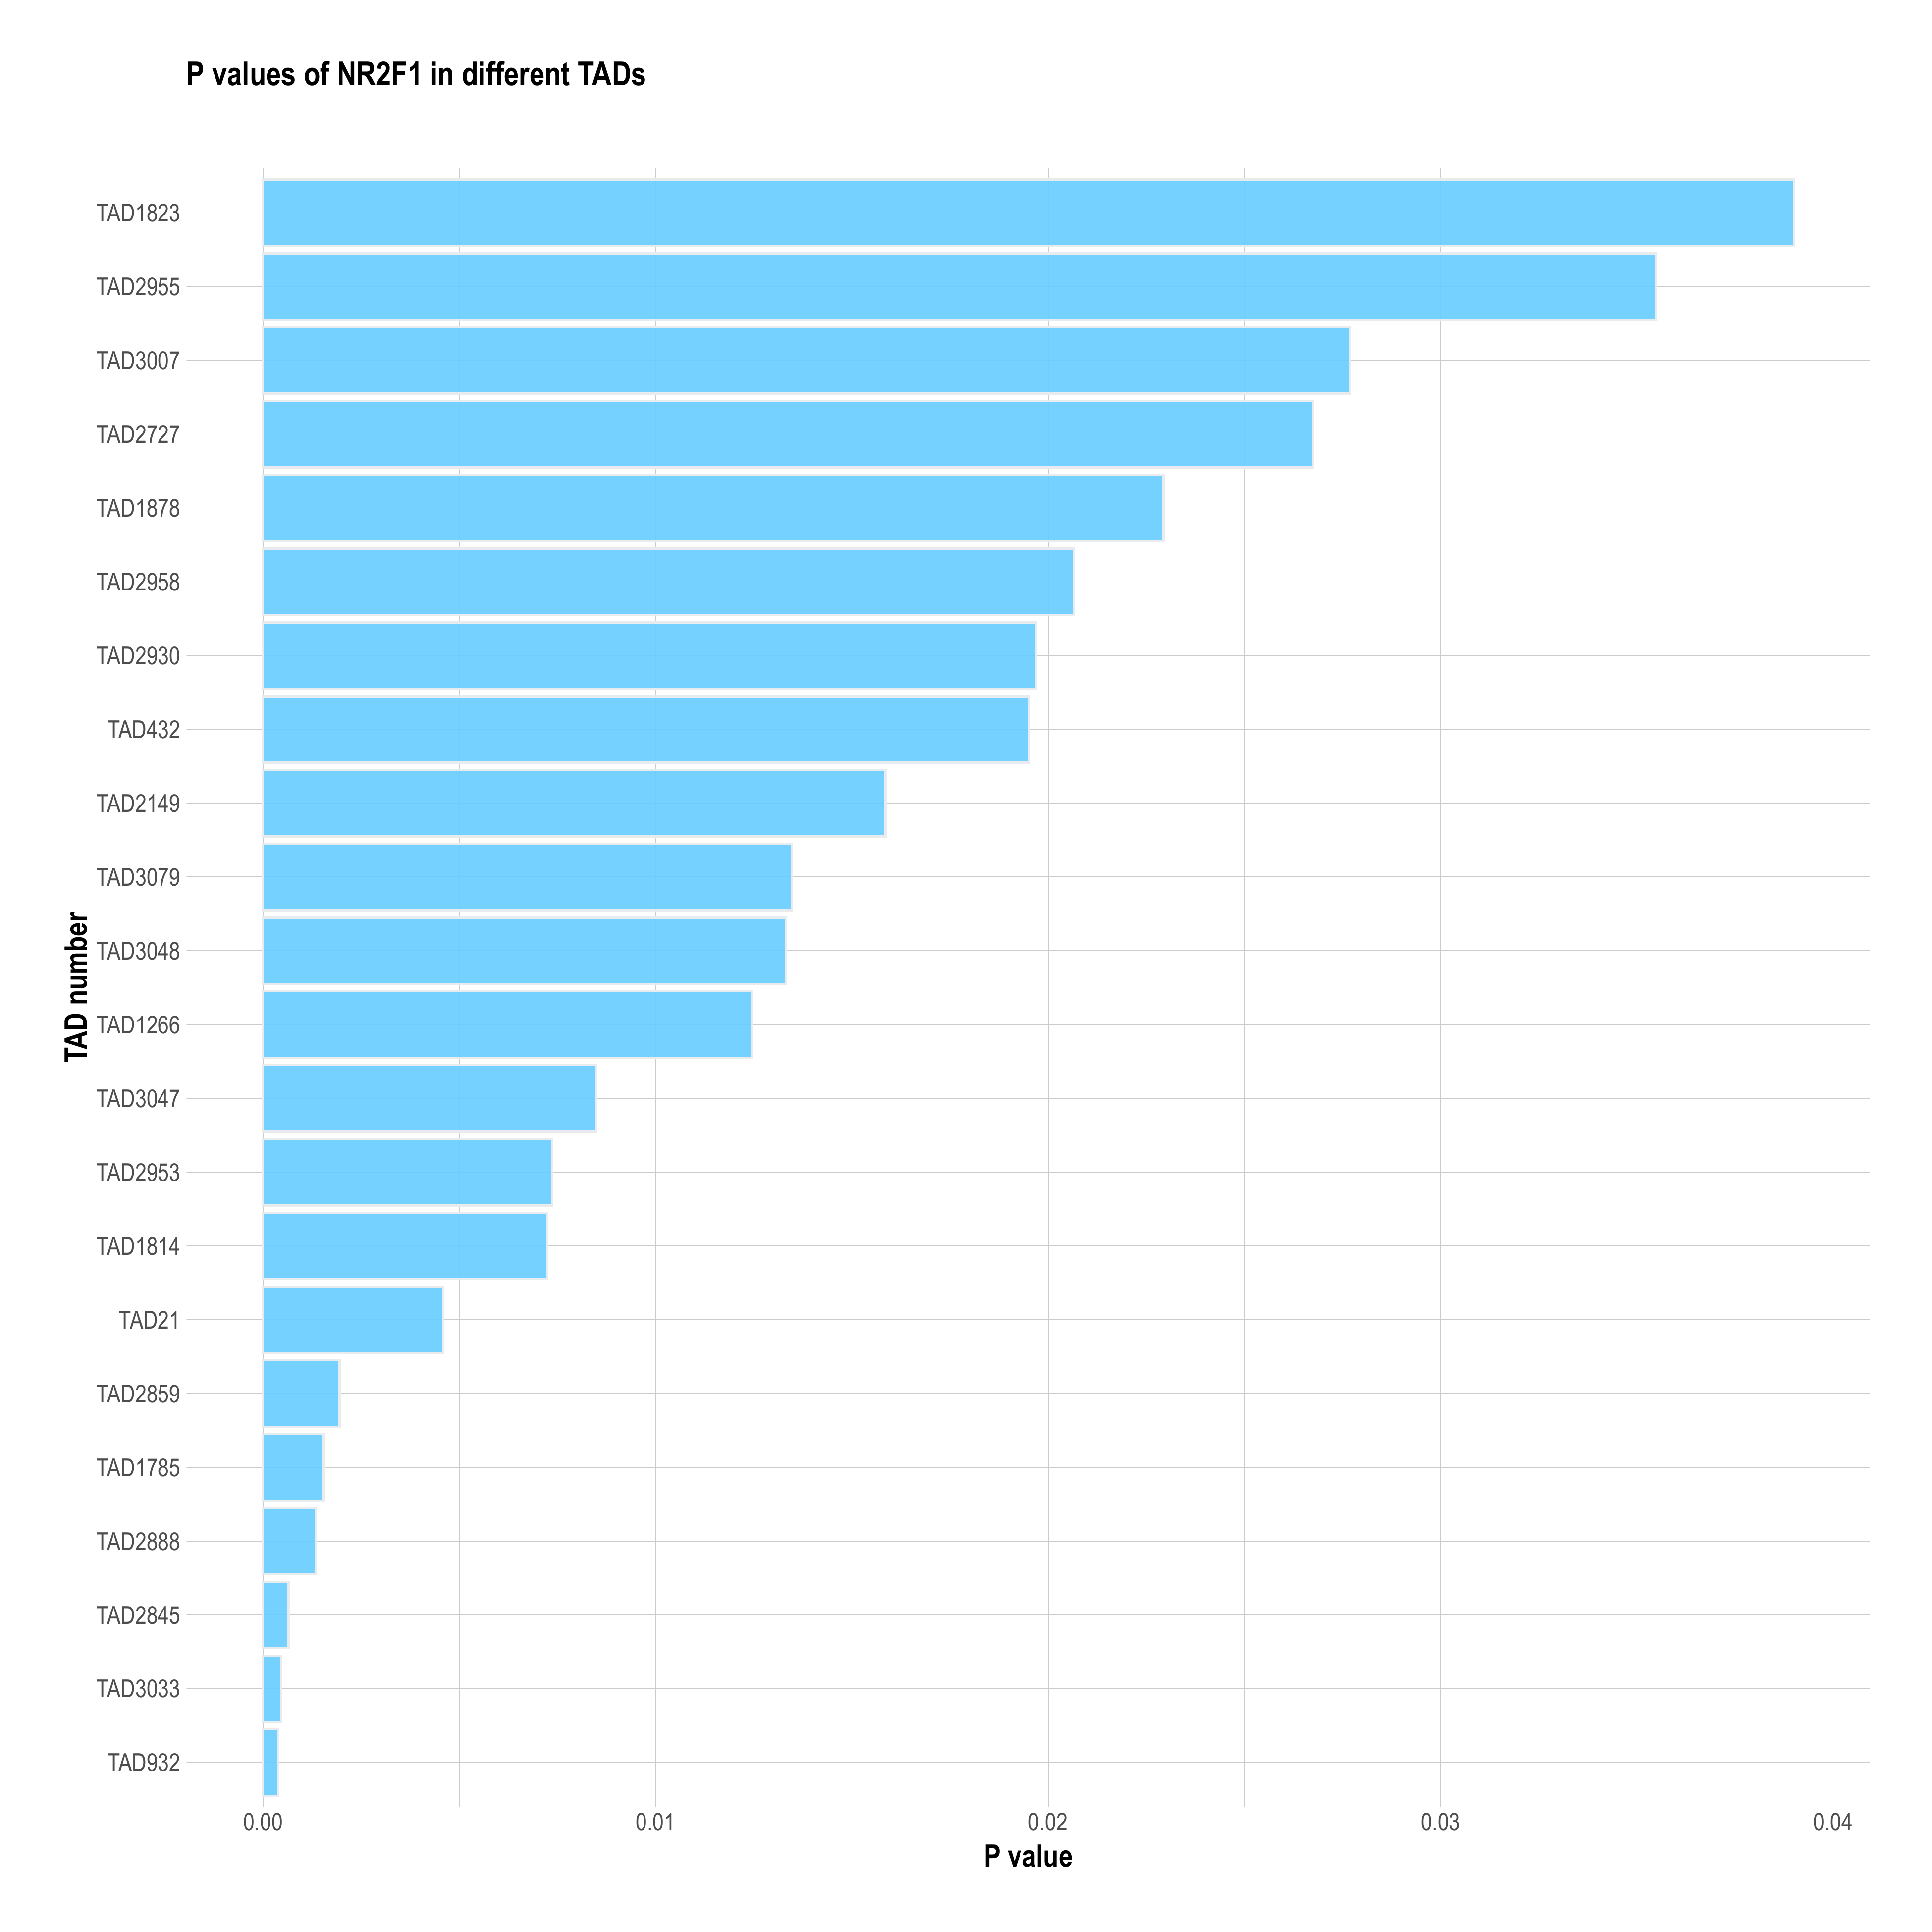 P values of NR2F1 in different TADs
TAD number
TAD1823
TAD2955
TAD3007
TAD2727
TAD1878
TAD2958
TAD2930
TAD432
TAD2149
TAD3079
TAD3048
TAD1266
TAD3047
TAD2953
TAD1814
TAD21
TAD2859
TAD1785
TAD2888
TAD2845
TAD3033
TAD932
0.00 0.01 0.02 0.03 0.04
P value